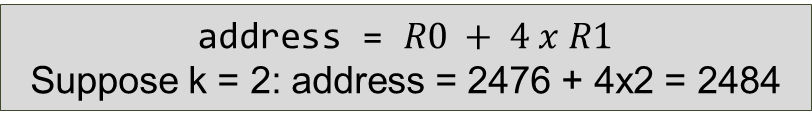 address = R0 + 4 x R1
Suppose k = 2: address = 2476 + 4x2 = 2484